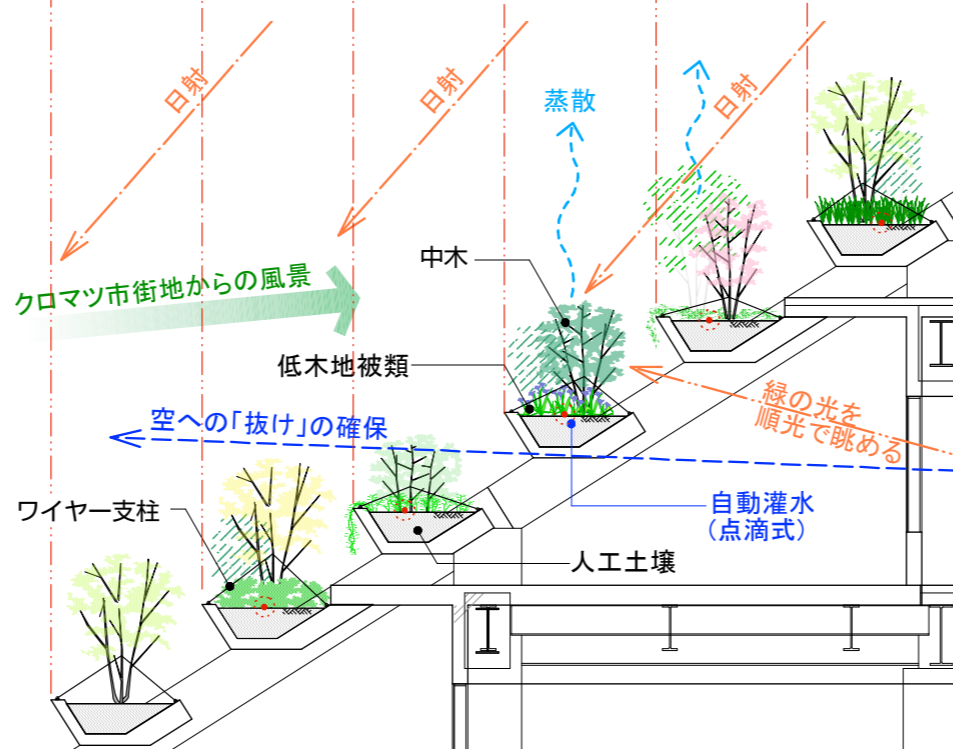 日射
日射
日射
蒸散
中木
クロマツ市街地からの風景
低木地被類
緑の光を
順光で眺める
空への「抜け」の確保
ワイヤー支柱
自動灌水
(点滴式)
人工土壌